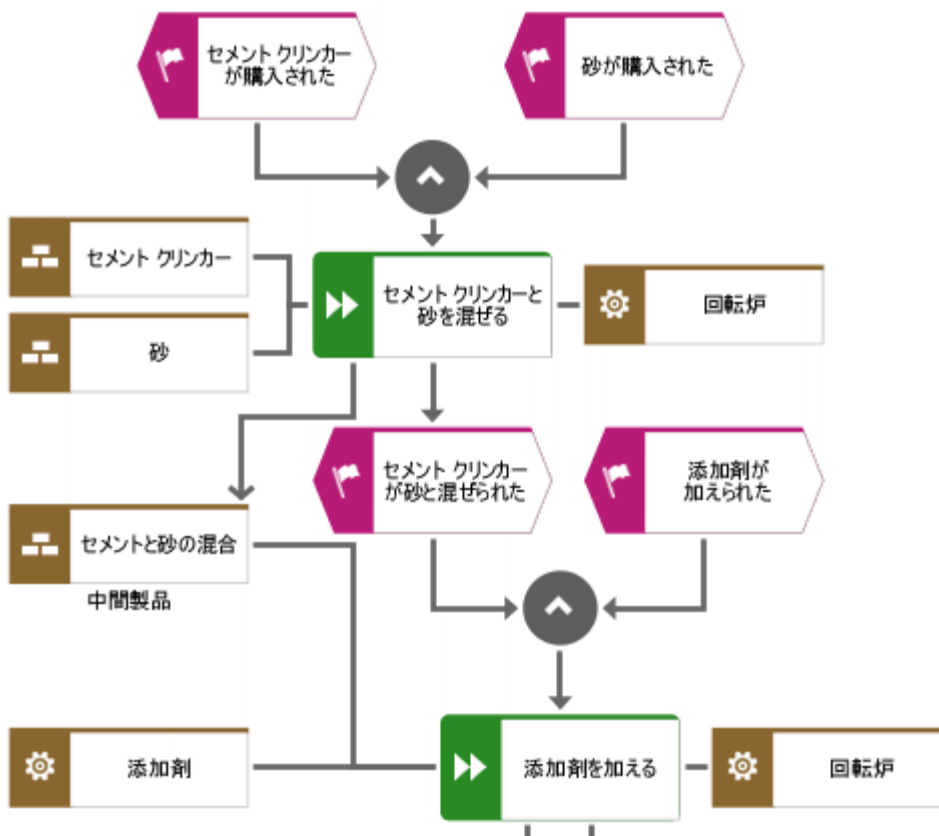 セメント クリンカー
が購入された
砂が購入された
セメント クリンカー
セメント クリンカーと
砂を混ぜる
回転炉
砂
セメント クリンカー
が砂と混ぜられた
添加剤が
加えられた
セメントと砂の混合
中間製品
添加剤
添加剤を加える
回転炉